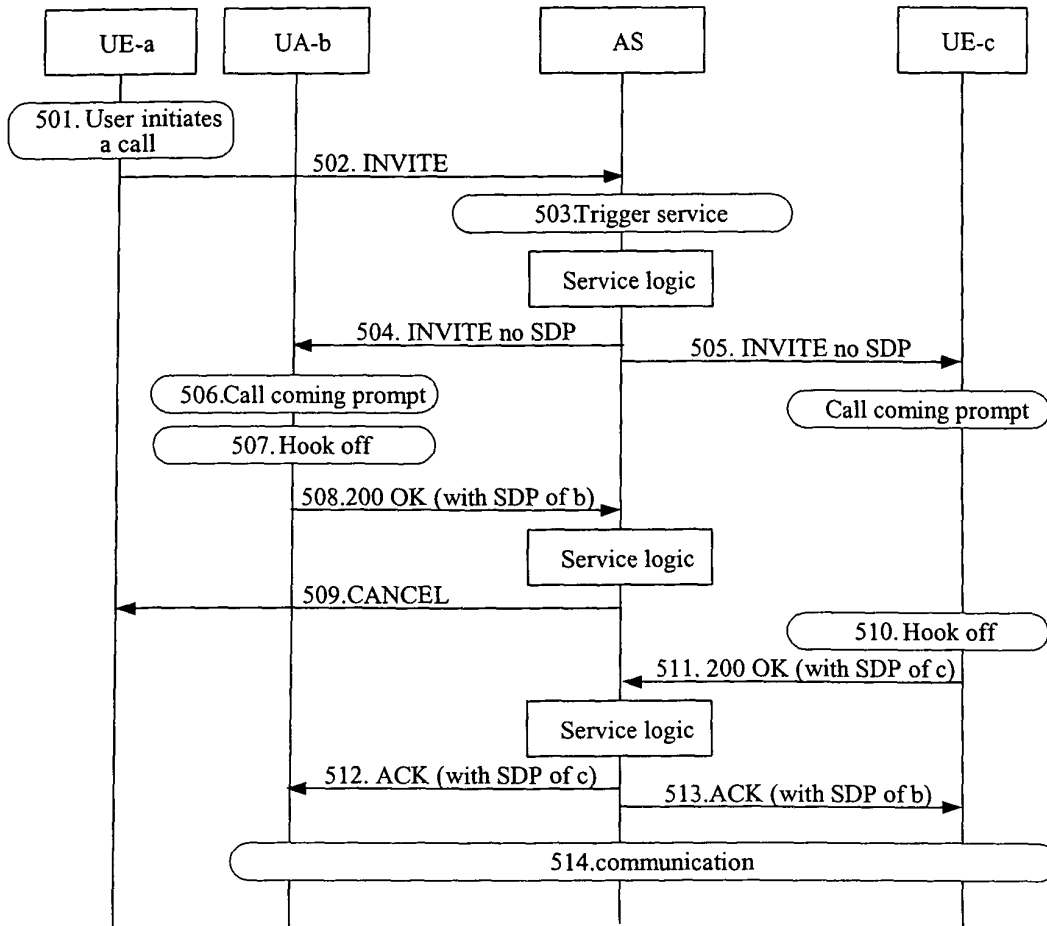 UE-a
UA-b
AS
UE-c
501. User initiates
a call
502. INVITE
503.Trigger service
Service logic
504. INVITE no SDP
505. INVITE no SDP
506.Call coming prompt
Call coming prompt
507. Hook off
508.200 OK (with SDP of b)
Service logic
509.CANCEL
510. Hook off
511. 200 OK (with SDP of c)
Service logic
512. ACK (with SDP of c)
513.ACK (with SDP of b)
514.communication